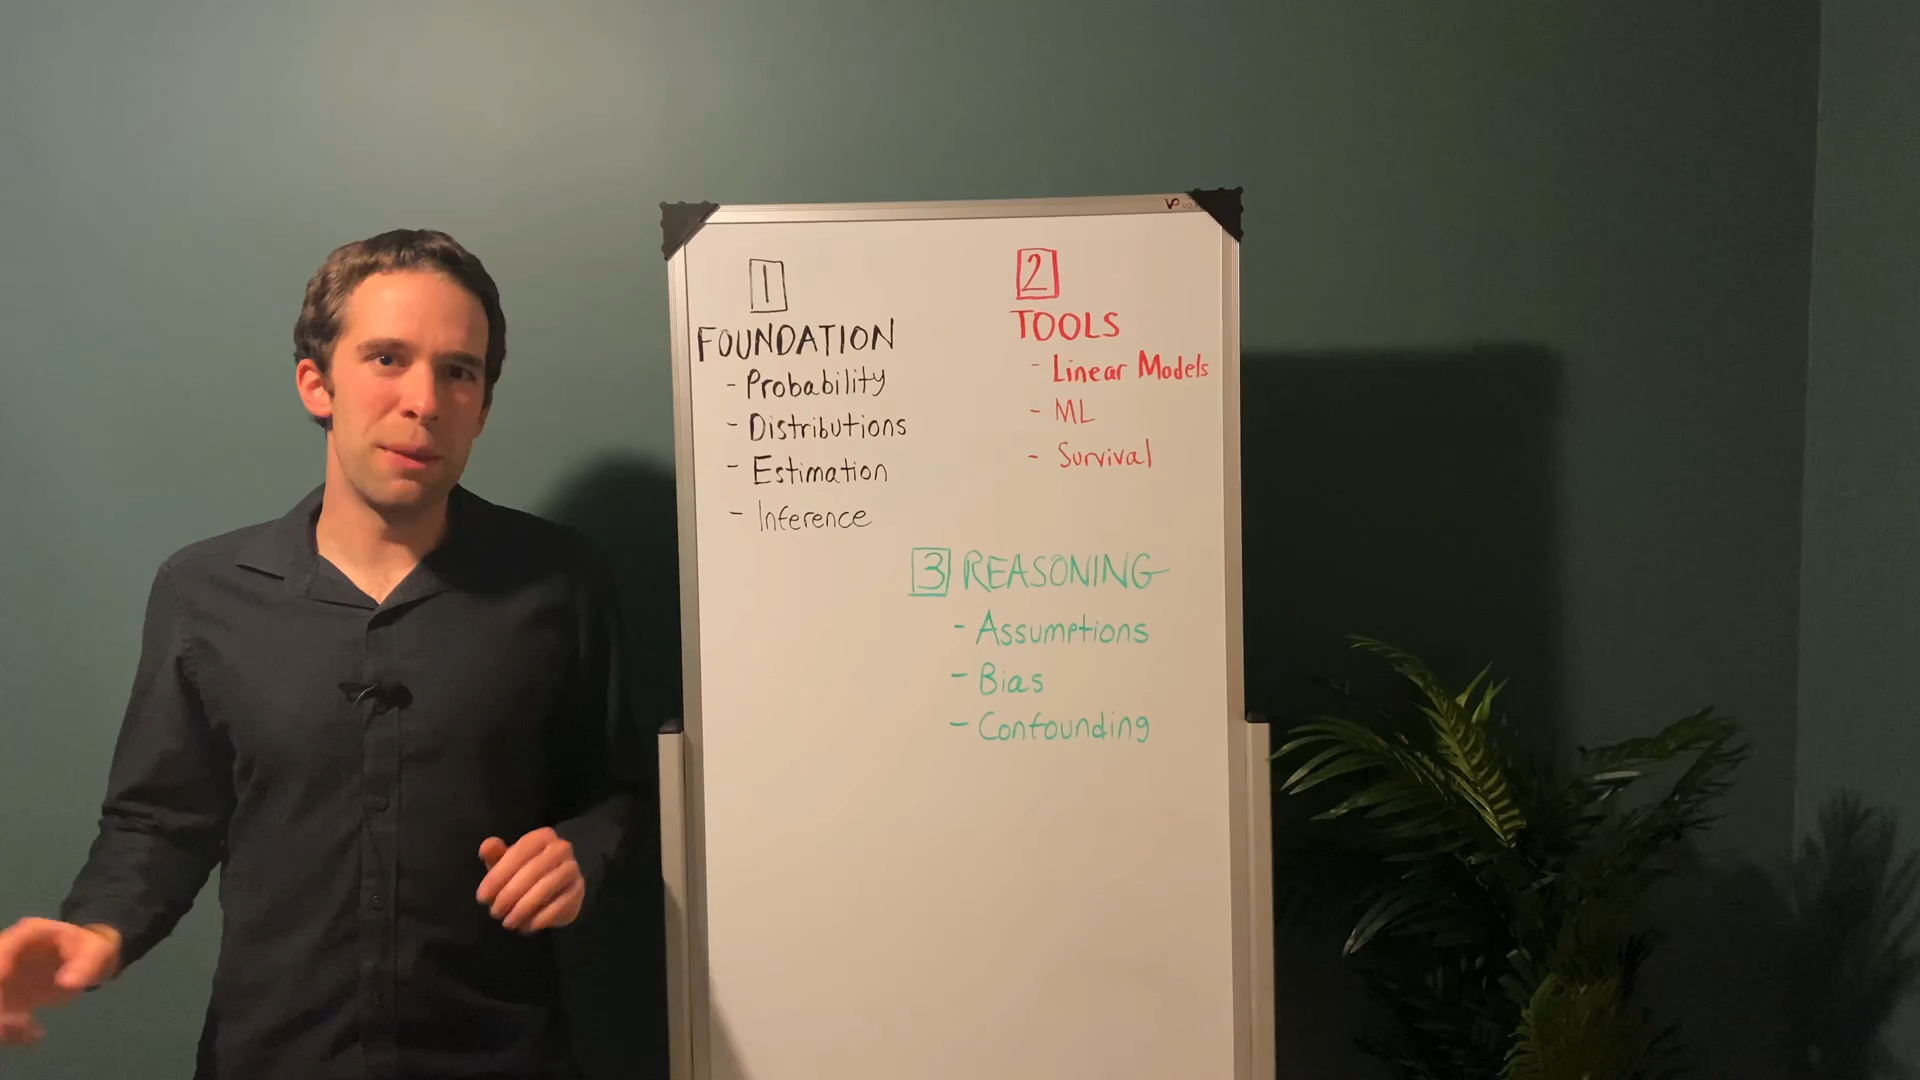 1
FOUNDATION
- Probability
- Distributions
- Estimation
- Inference
2
TOOLS
- Linear Models
- ML
- Survival
3 REASONING
- Assumptions
- Bias
- Confounding